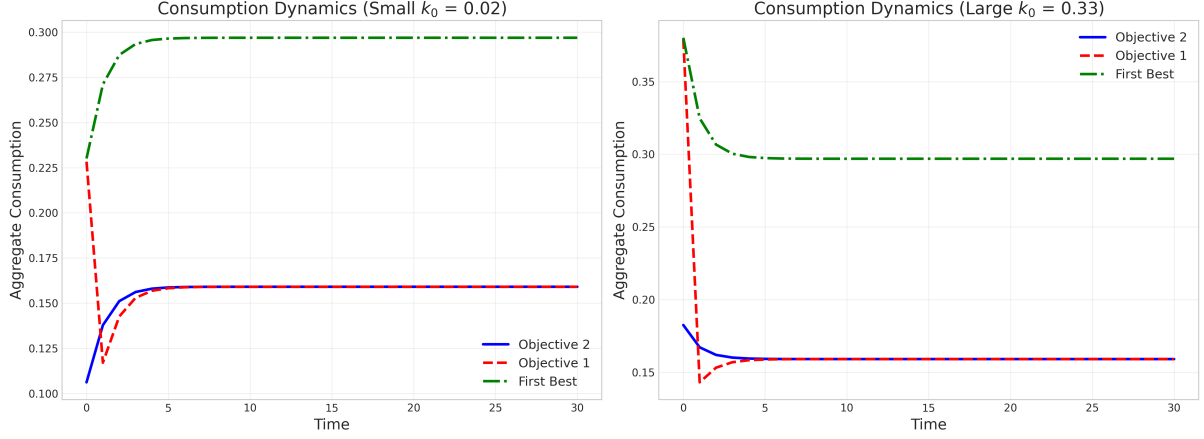 Consumption Dynamics (Small k₀ = 0.02)
Aggregate Consumption
0.300
0.275
0.250
0.225
0.200
0.175
0.150
0.125
0.100
Objective 2
Objective 1
First Best
0 5 10 15 20 25 30
Time
Consumption Dynamics (Large k₀ = 0.33)
Aggregate Consumption
0.35
0.30
0.25
0.20
0.15
Objective 2
Objective 1
First Best
0 5 10 15 20 25 30
Time